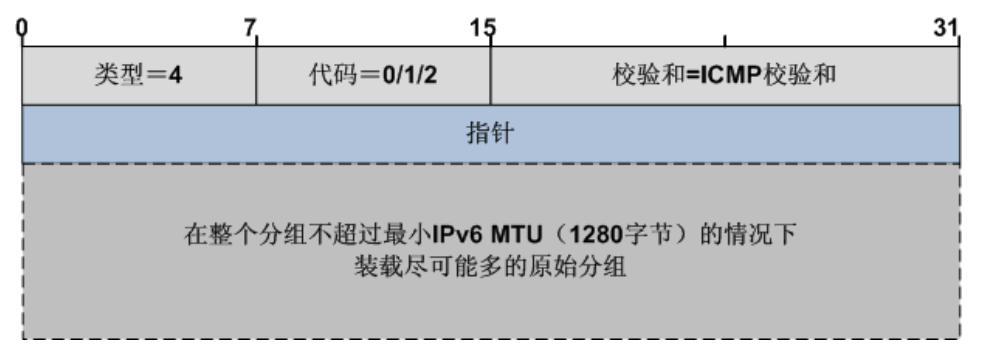 0 7 15 31
类型=4 代码=0/1/2 校验和=ICMP校验和
指针
在整个分组不超过最小IPv6 MTU（1280字节）的情况下
装载尽可能多的原始分组